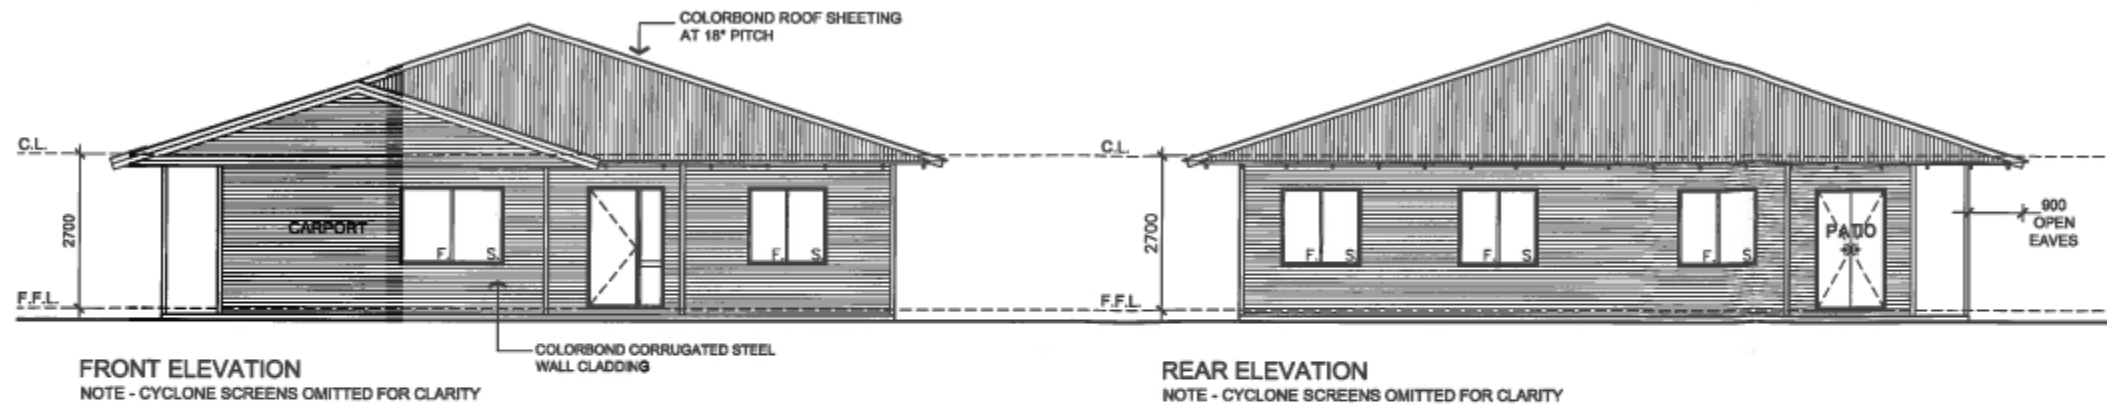 COLORBOND ROOF SHEETING
AT 18° PITCH
C.L.
2700
CARPORT
F. S.
F. S.
F.F.L.
COLORBOND CORRUGATED STEEL
WALL CLADDING
FRONT ELEVATION
NOTE - CYCLONE SCREENS OMITTED FOR CLARITY
C.L.
2700
F. S.
F. S.
F. S.
PATIO
900
OPEN
EAVES
F.F.L.
REAR ELEVATION
NOTE - CYCLONE SCREENS OMITTED FOR CLARITY